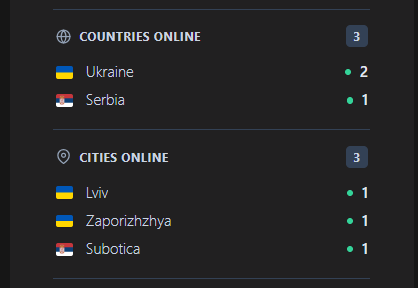 COUNTRIES ONLINE 3
Ukraine 2
Serbia 1
CITIES ONLINE 3
Lviv 1
Zaporizhzhya 1
Subotica 1